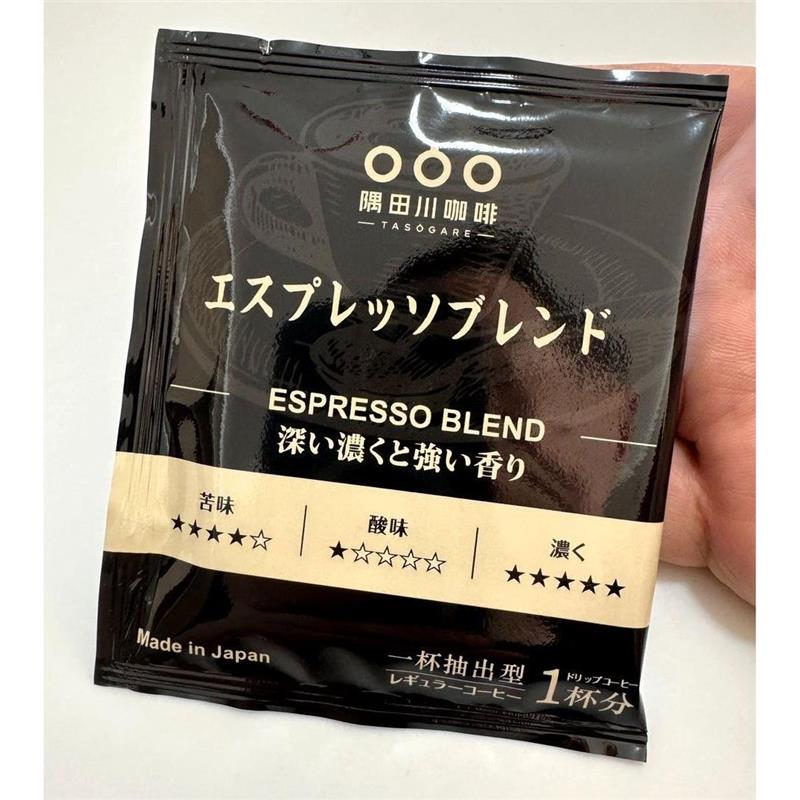 隅田川咖啡
TASOGARE
エスプレッソブレンド
ESPRESSO BLEND
深い濃くと強い香り
苦味
★★★★☆
酸味
★☆☆☆☆
濃く
★★★★★
Made in Japan
一杯抽出型
レギュラーコーヒー
ドリップコーヒー
1杯分